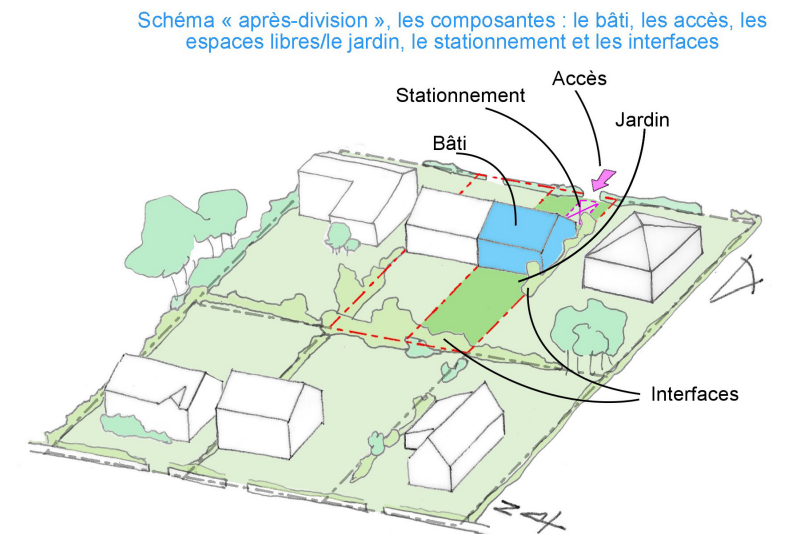 Schéma « après-division », les composantes : le bâti, les accès, les
espaces libres/le jardin, le stationnement et les interfaces
Accès
Stationnement
Jardin
Bâti
Interfaces